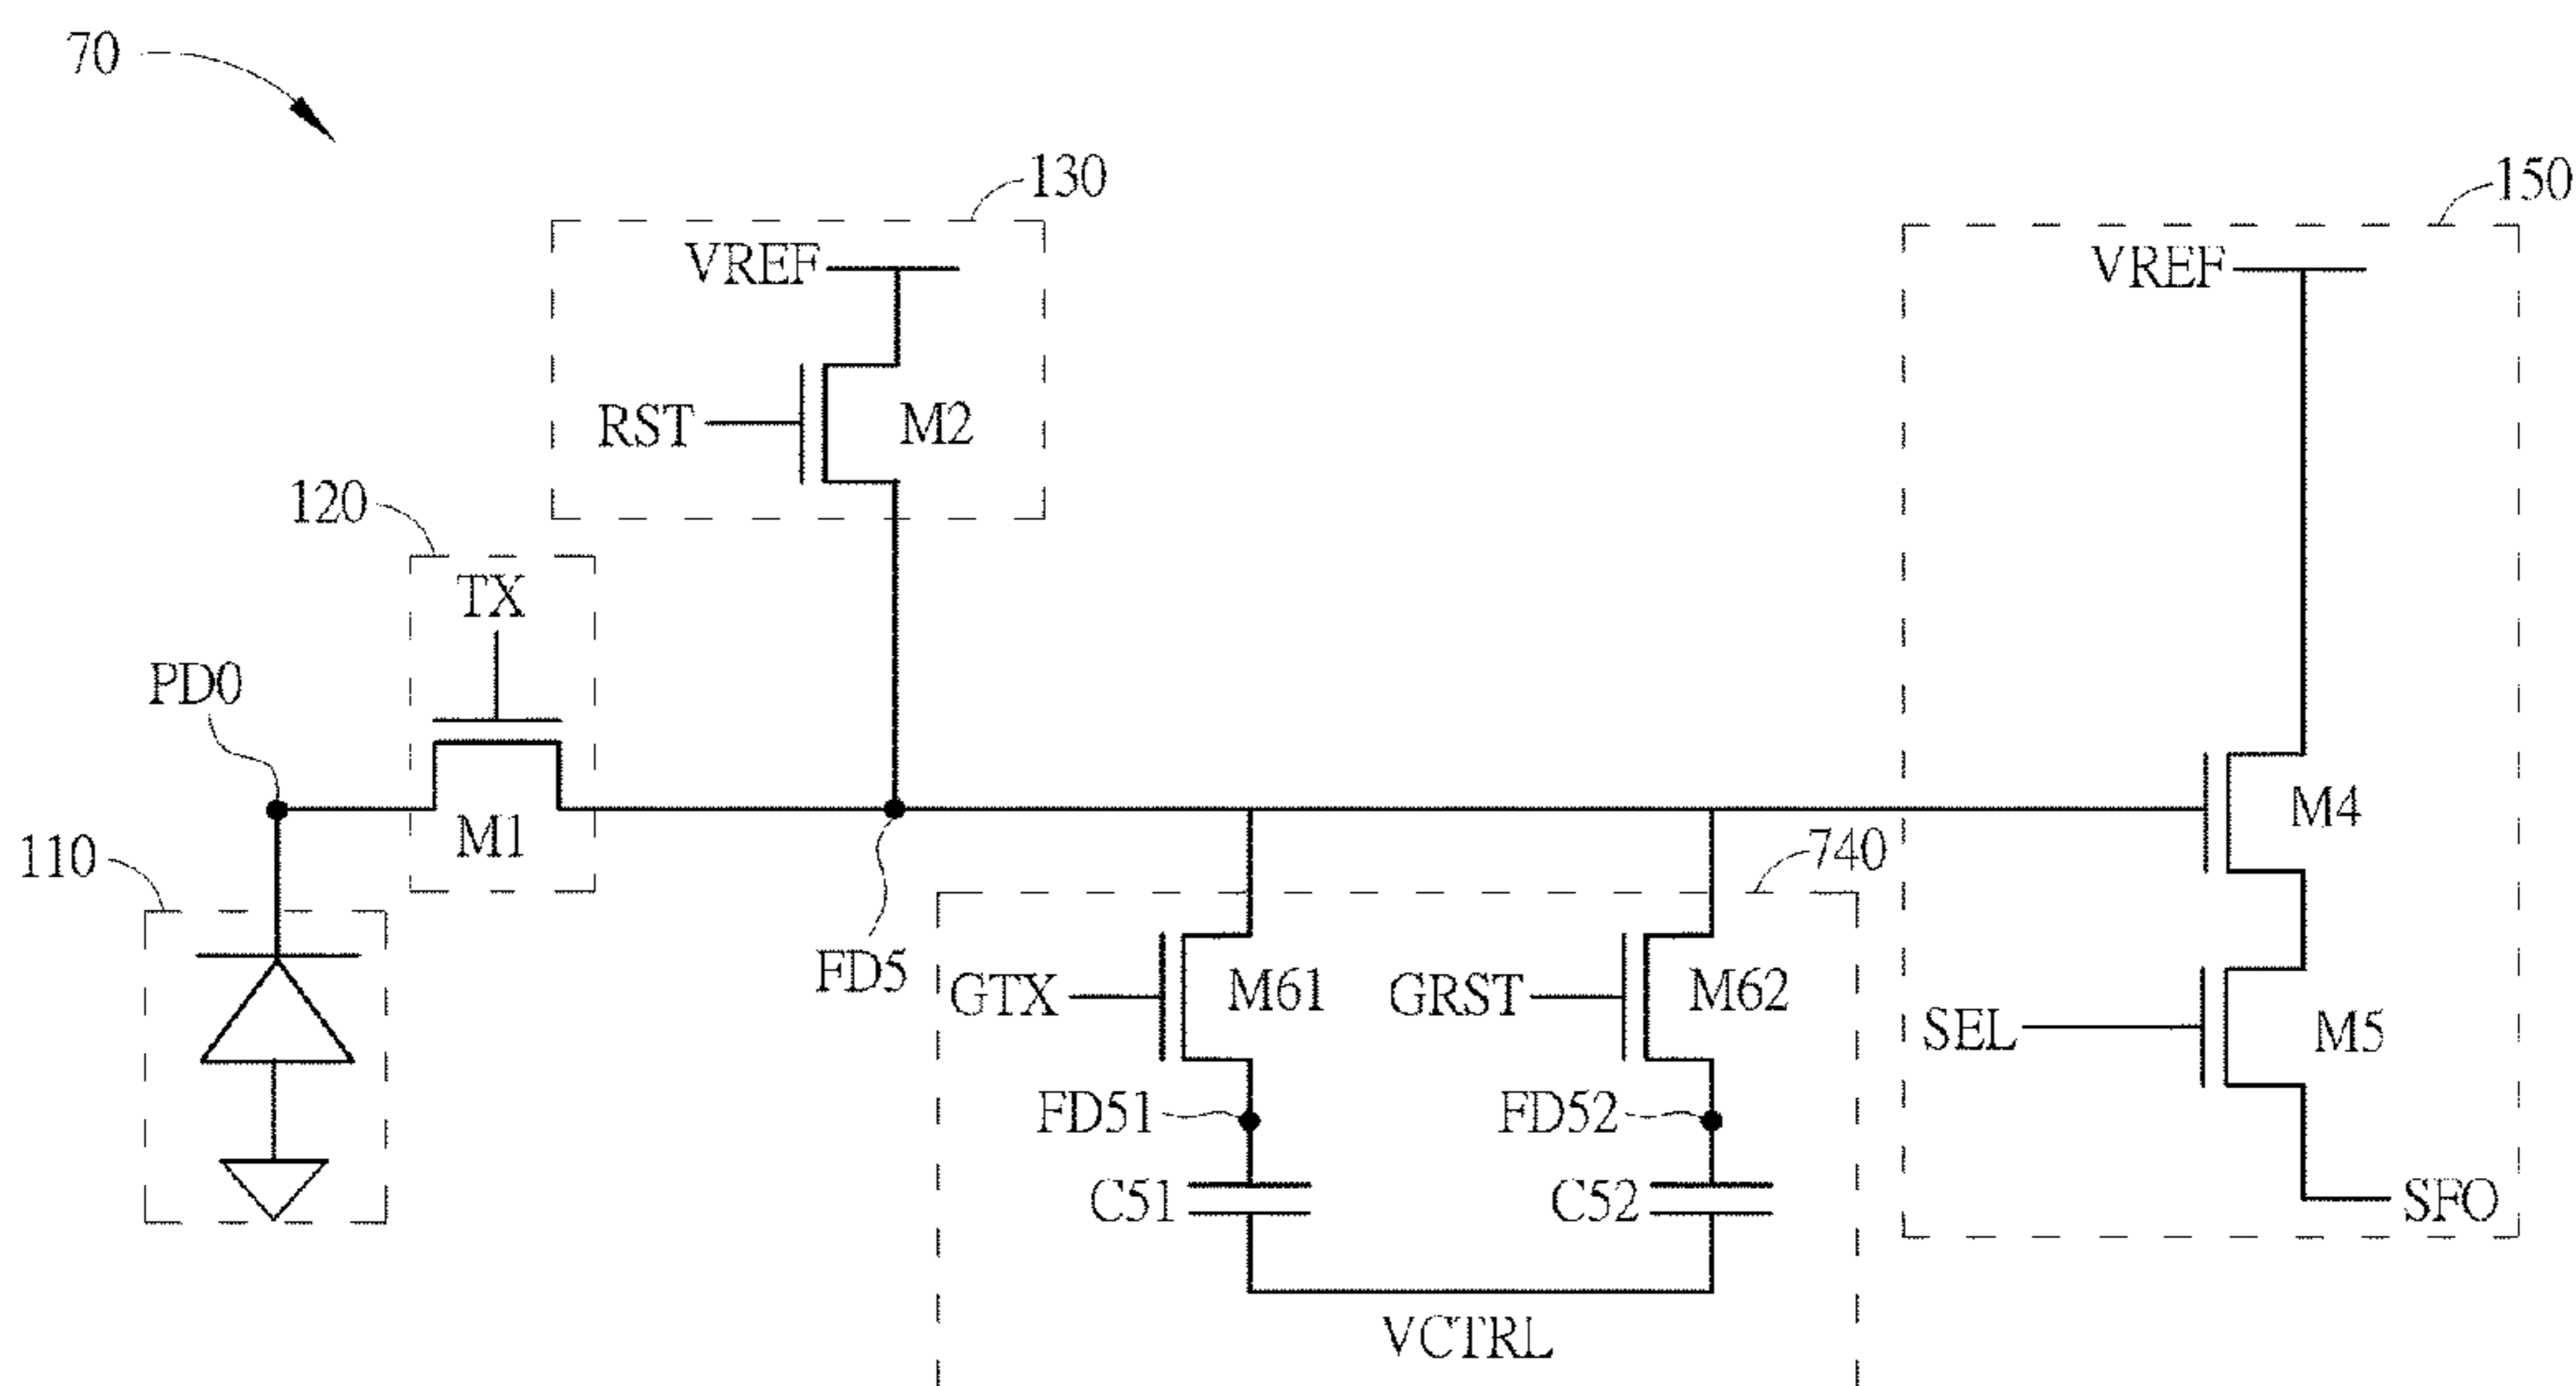 70
130
150
VREF
VREF
RST
M2
120
TX
PD0
M1
M4
110
740
FD5
GTX
M61
GRST
M62
SEL
M5
FD51
FD52
C51
C52
SFO
VCTRL